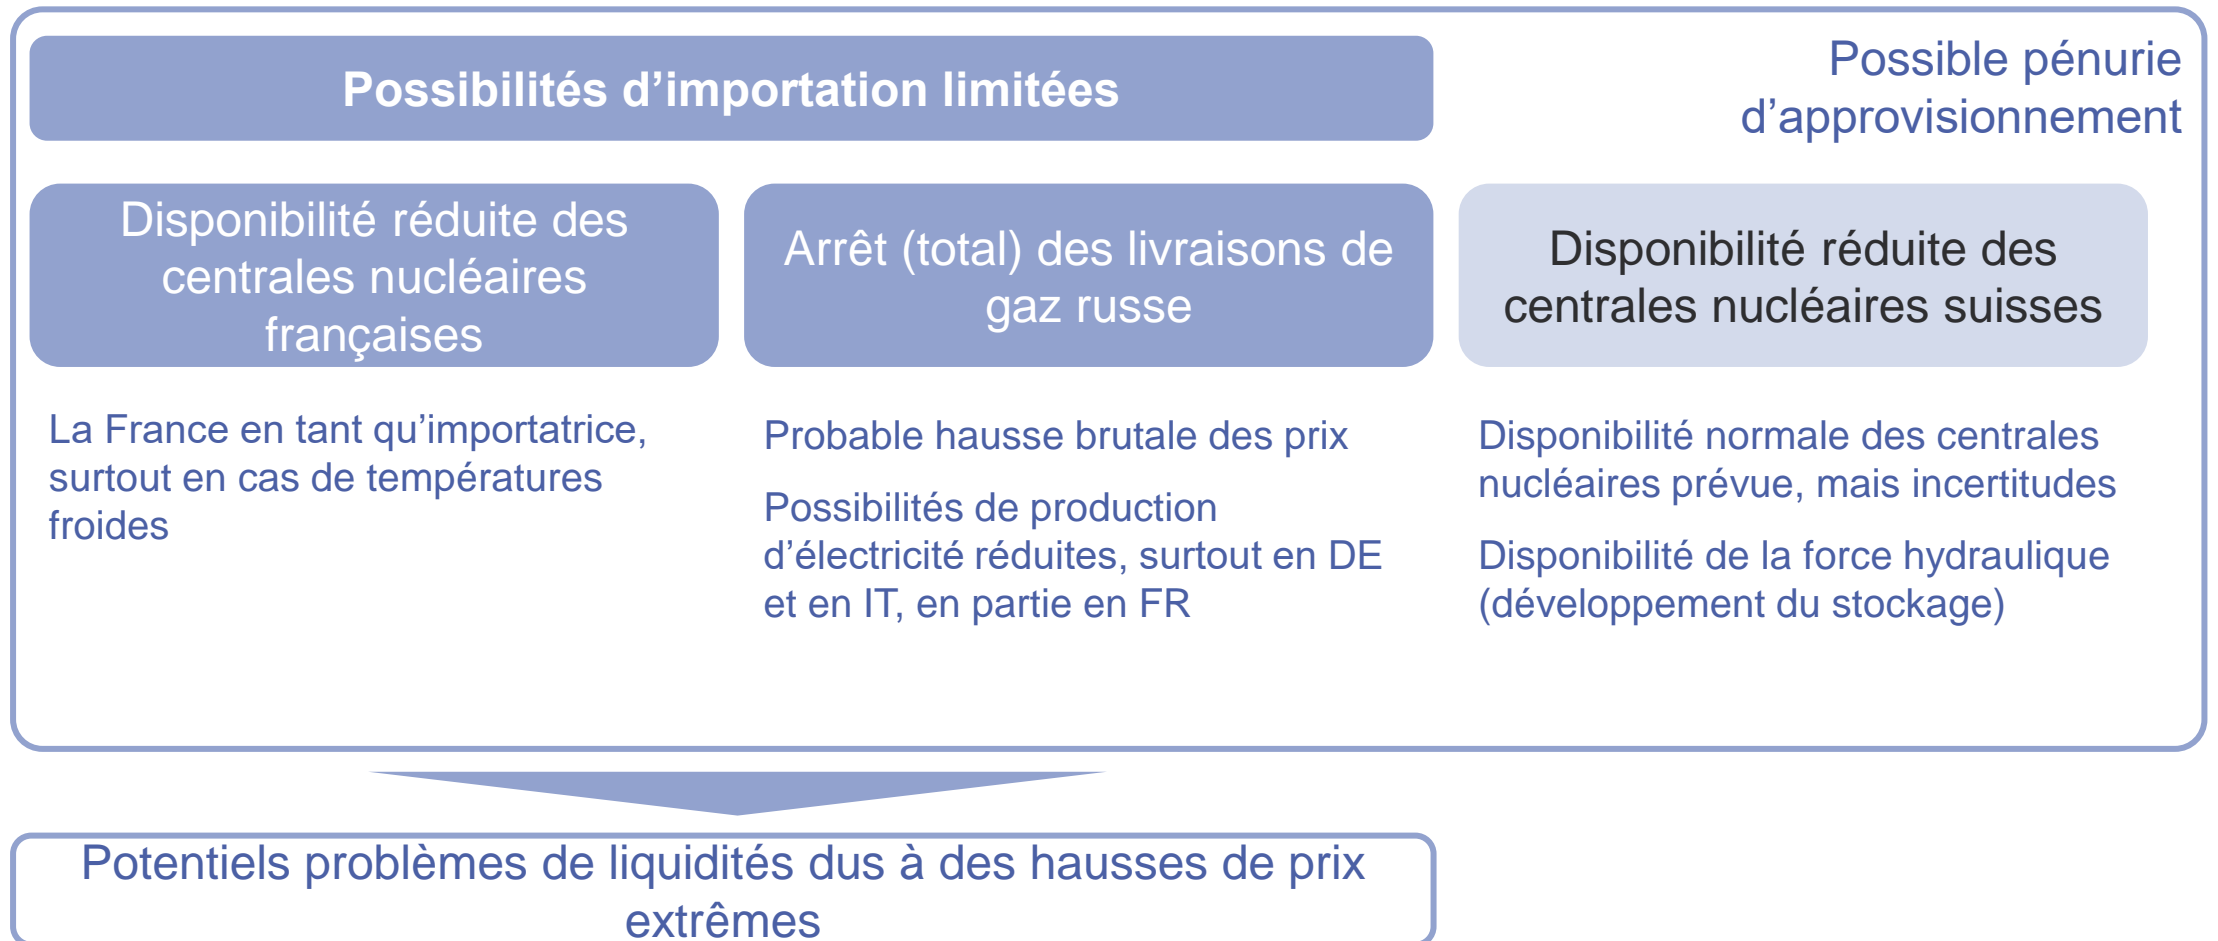 Possibilités d’importation limitées
Possible pénurie
d’approvisionnement
Disponibilité réduite des
centrales nucléaires
françaises
Arrêt (total) des livraisons de
gaz russe
Disponibilité réduite des
centrales nucléaires suisses
La France en tant qu’importatrice,
surtout en cas de températures
froides
Probable hausse brutale des prix
Possibilités de production
d’électricité réduites, surtout en DE
et en IT, en partie en FR
Disponibilité normale des centrales
nucléaires prévue, mais incertitudes
Disponibilité de la force hydraulique
(développement du stockage)
Potentiels problèmes de liquidités dus à des hausses de prix
extrêmes